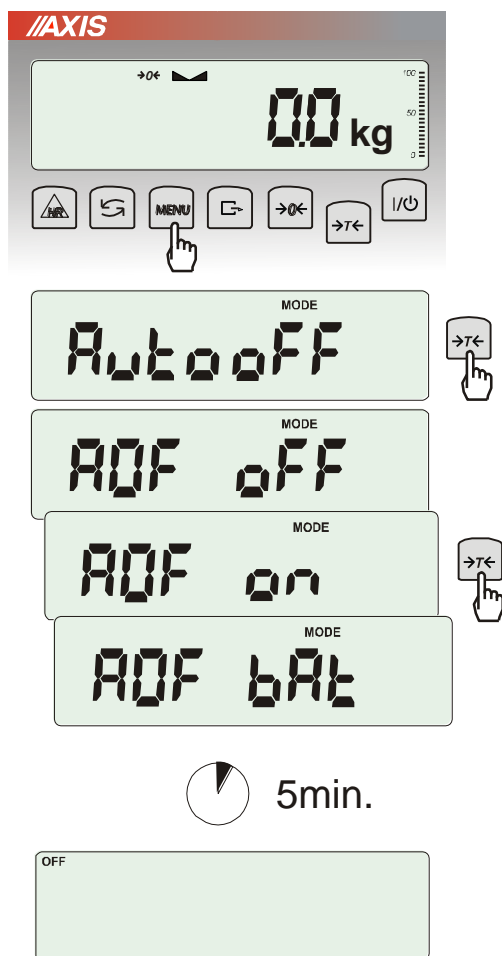 //AXIS
→0← 100
50
0.0 kg
0
HR MENU →0← →T← I/⏻
MODE
AutooFF
→T←
MODE
AOF oFF
MODE
AOF on
→T←
MODE
AOF bAt
5min.
OFF